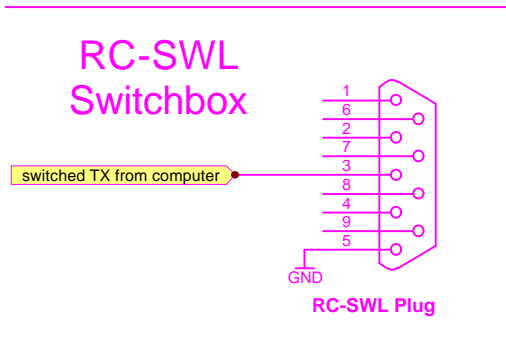 RC-SWL
Switchbox
1
6
2
7
3
8
4
9
5
switched TX from computer
GND
RC-SWL Plug